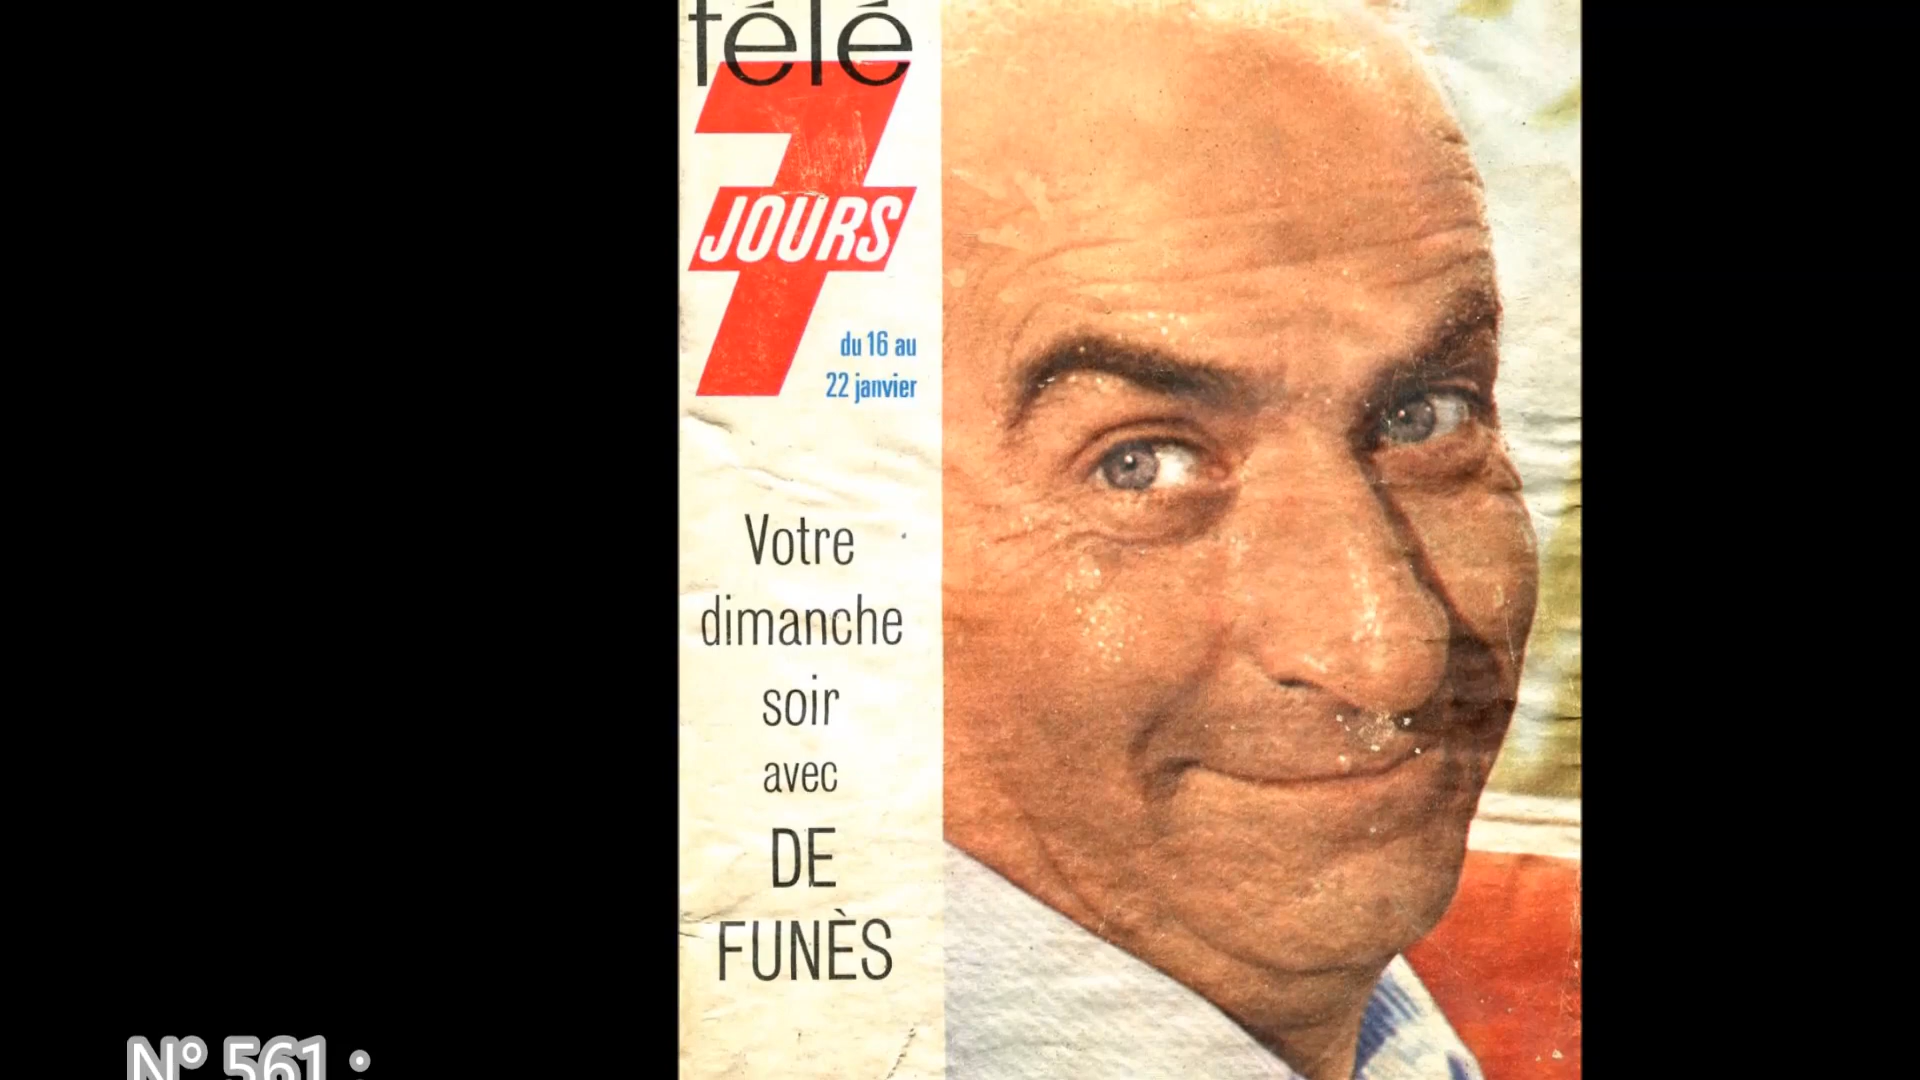 télé
7
JOURS
du 16 au
22 janvier
Votre
dimanche
soir
avec
DE
FUNÈS
N° 561 :